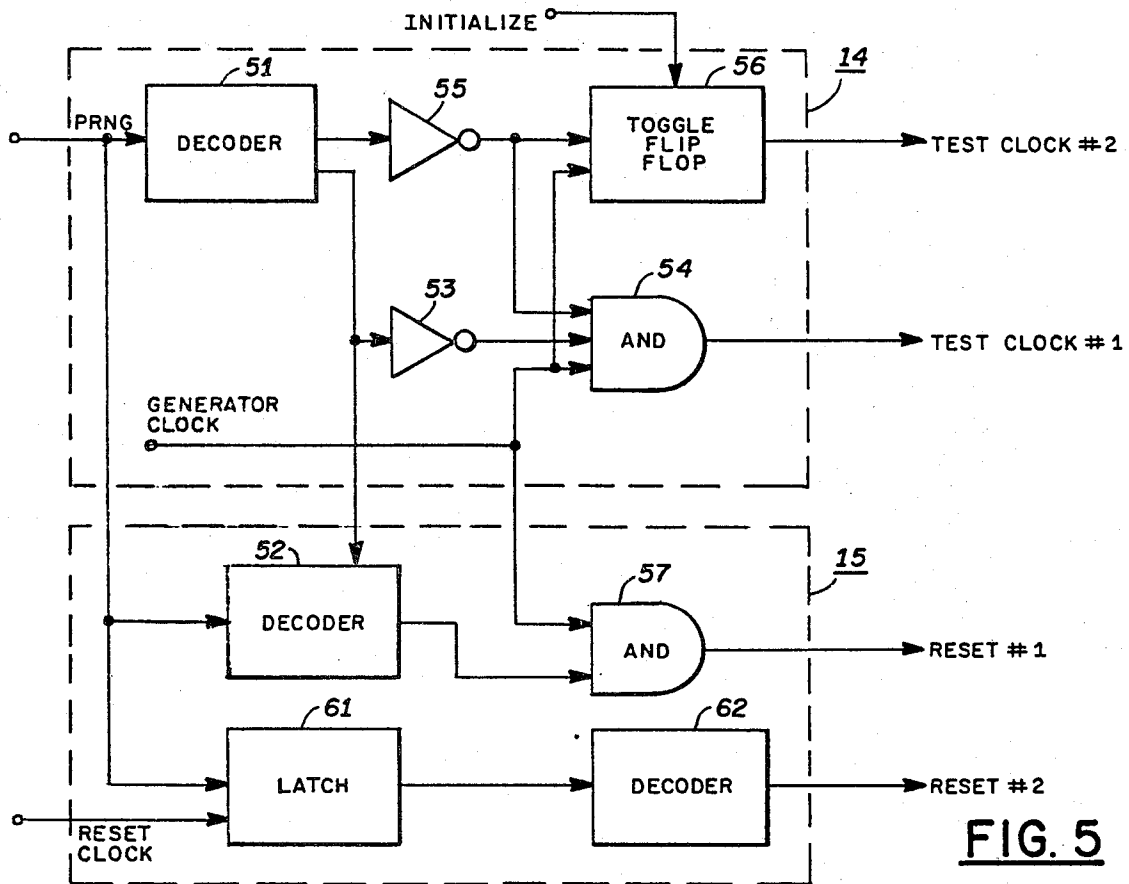 INITIALIZE
14
51
55
56
PRNG
DECODER
TOGGLE
FLIP
FLOP
TEST CLOCK #2
53
54
AND
TEST CLOCK #1
GENERATOR
CLOCK
52
57
15
DECODER
AND
RESET #1
61
62
LATCH
DECODER
RESET #2
RESET
CLOCK
FIG. 5